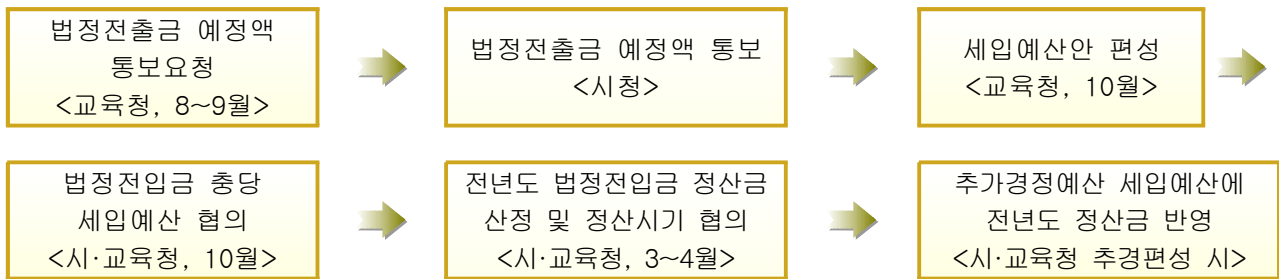 법정전출금 예정액
통보요청
<교육청, 8~9월>
법정전출금 예정액 통보
<시청>
세입예산안 편성
<교육청, 10월>
법정전입금 충당
세입예산 협의
<시·교육청, 10월>
전년도 법정전입금 정산금
산정 및 정산시기 협의
<시·교육청, 3~4월>
추가경정예산 세입예산에
전년도 정산금 반영
<시·교육청 추경편성 시>